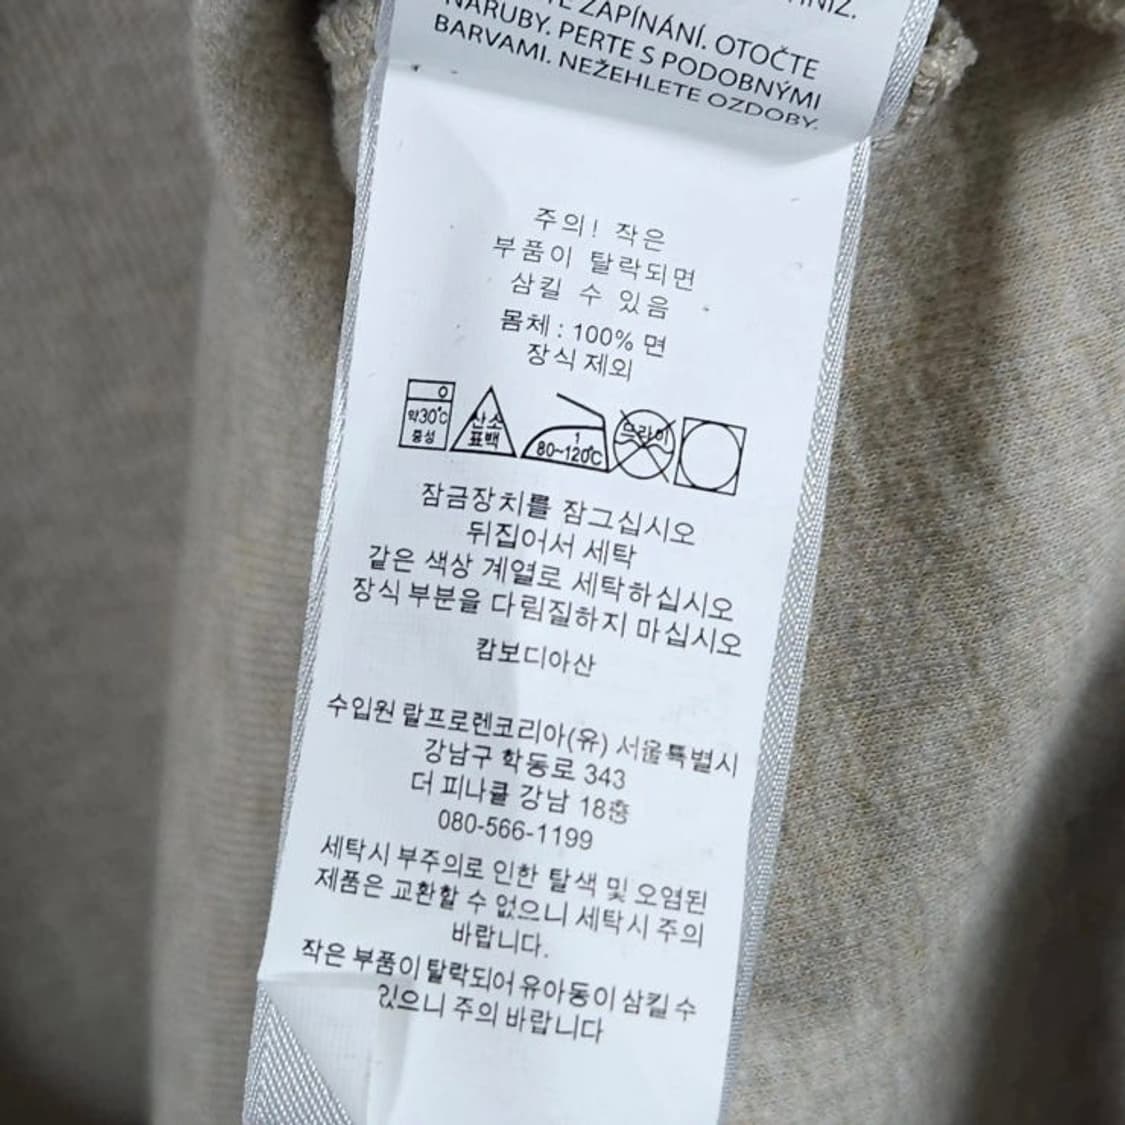 ZAPÍNÁNÍ. OTOČTE
NARUBY. PERTE S PODOBNÝMI
BARVAMI. NEŽEHLETE OZDOBY.
주의! 작은
부품이 탈락되면
삼킬 수 있음
몸체 : 100% 면
장식 제외
약30℃
중성
산소
표백
1
80~120℃
드라이
잠금장치를 잠그십시오
뒤집어서 세탁
같은 색상 계열로 세탁하십시오
장식 부분을 다림질하지 마십시오
캄보디아산
수입원 랄프로렌코리아(유) 서울특별시
강남구 학동로 343
더 피나클 강남 18층
080-566-1199
세탁시 부주의로 인한 탈색 및 오염된
제품은 교환할 수 없으니 세탁시 주의
바랍니다.
작은 부품이 탈락되어 유아동이 삼킬 수
있으니 주의 바랍니다